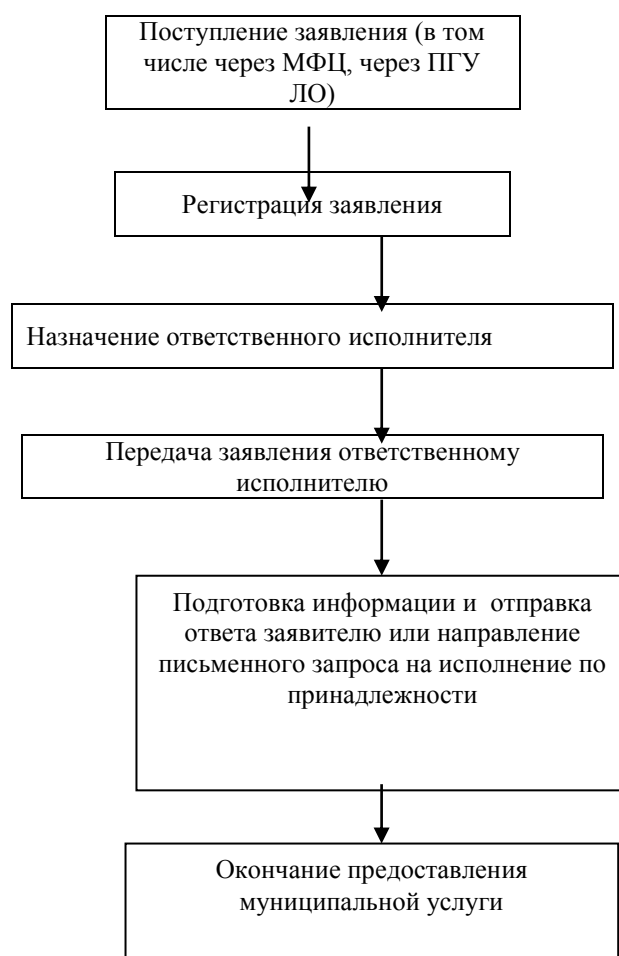 Поступление заявления (в том
числе через МФЦ, через ПГУ
ЛО)
Регистрация заявления
Назначение ответственного исполнителя
Передача заявления ответственному
исполнителю
Подготовка информации и  отправка
ответа заявителю или направление
письменного запроса на исполнение по
принадлежности
Окончание предоставления
муниципальной услуги